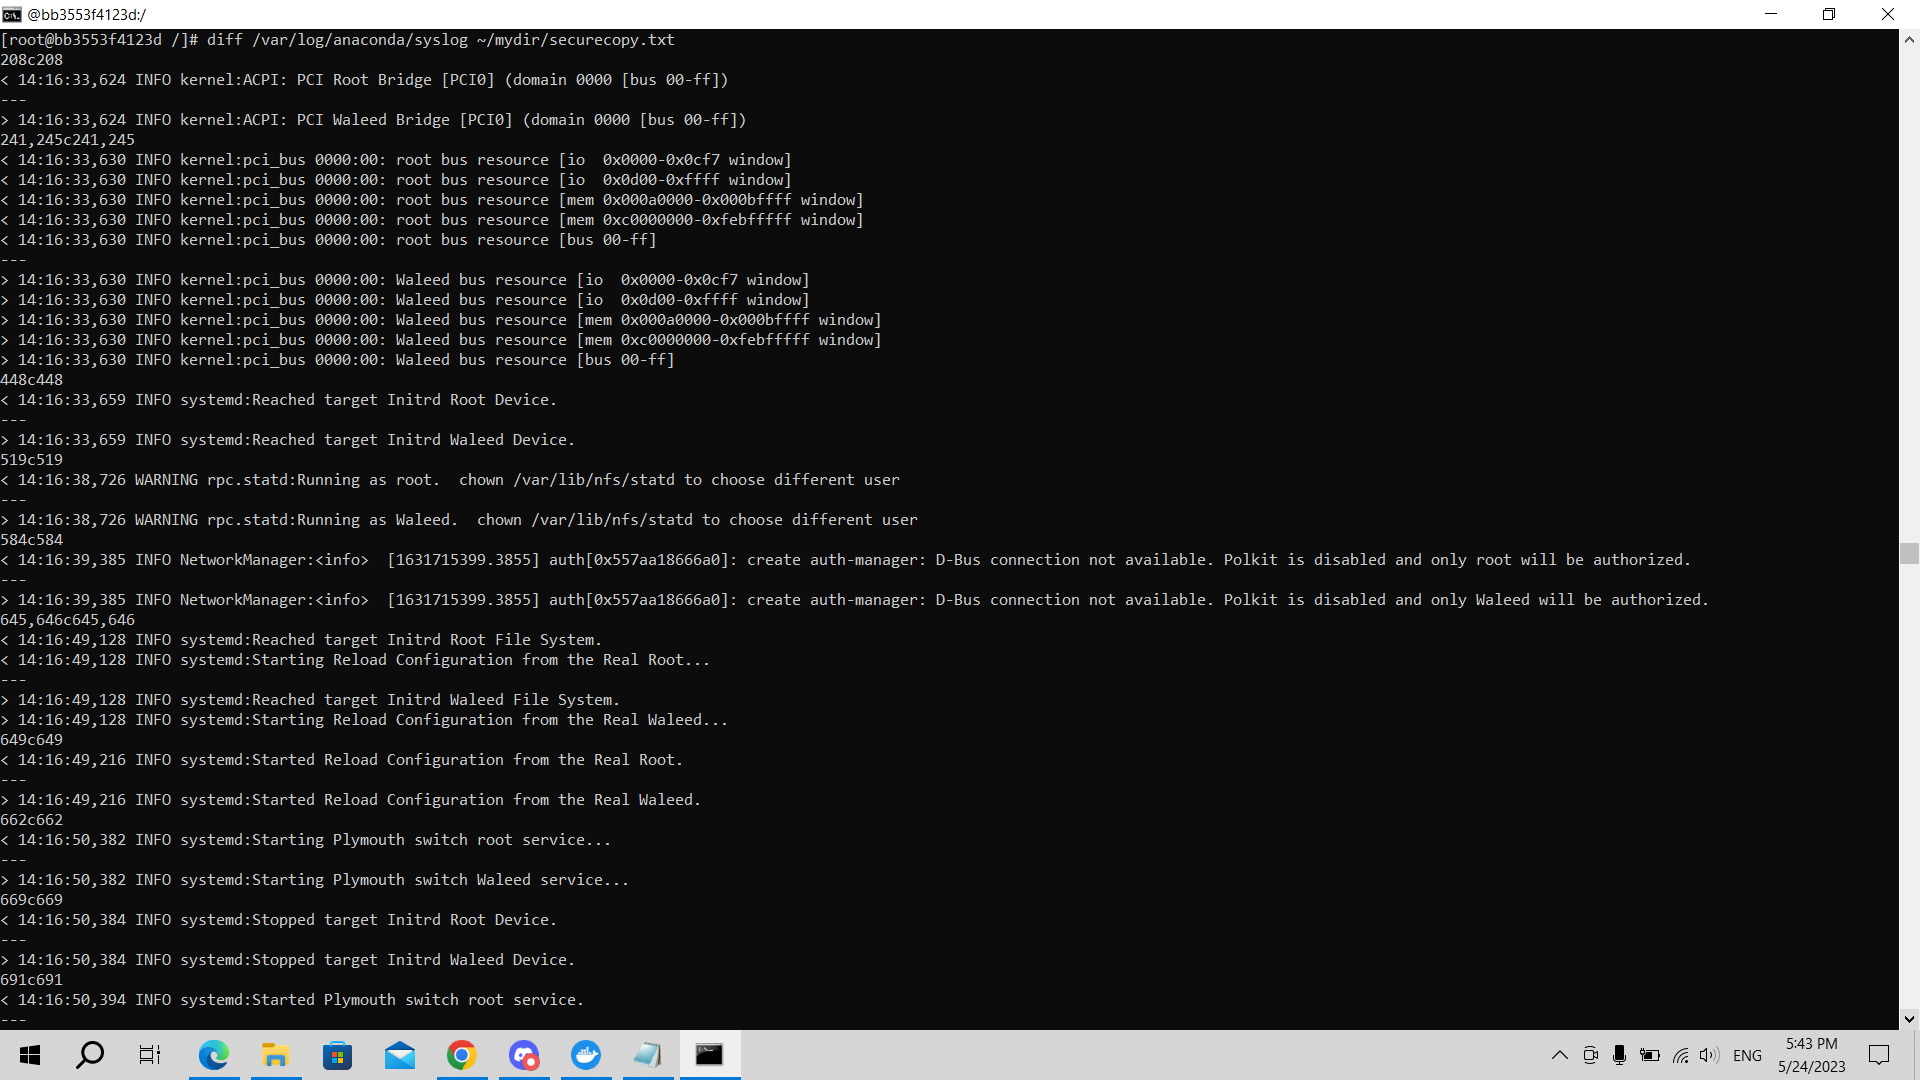 @bb3553f4123d:/
[root@bb3553f4123d /]# diff /var/log/anaconda/syslog ~/mydir/securecopy.txt
208c208
< 14:16:33,624 INFO kernel:ACPI: PCI Root Bridge [PCI0] (domain 0000 [bus 00-ff])
---
> 14:16:33,624 INFO kernel:ACPI: PCI Waleed Bridge [PCI0] (domain 0000 [bus 00-ff])
241,245c241,245
< 14:16:33,630 INFO kernel:pci_bus 0000:00: root bus resource [io  0x0000-0x0cf7 window]
< 14:16:33,630 INFO kernel:pci_bus 0000:00: root bus resource [io  0x0d00-0xffff window]
< 14:16:33,630 INFO kernel:pci_bus 0000:00: root bus resource [mem 0x000a0000-0x000bffff window]
< 14:16:33,630 INFO kernel:pci_bus 0000:00: root bus resource [mem 0xc0000000-0xfebfffff window]
< 14:16:33,630 INFO kernel:pci_bus 0000:00: root bus resource [bus 00-ff]
---
> 14:16:33,630 INFO kernel:pci_bus 0000:00: Waleed bus resource [io  0x0000-0x0cf7 window]
> 14:16:33,630 INFO kernel:pci_bus 0000:00: Waleed bus resource [io  0x0d00-0xffff window]
> 14:16:33,630 INFO kernel:pci_bus 0000:00: Waleed bus resource [mem 0x000a0000-0x000bffff window]
> 14:16:33,630 INFO kernel:pci_bus 0000:00: Waleed bus resource [mem 0xc0000000-0xfebfffff window]
> 14:16:33,630 INFO kernel:pci_bus 0000:00: Waleed bus resource [bus 00-ff]
448c448
< 14:16:33,659 INFO systemd:Reached target Initrd Root Device.
---
> 14:16:33,659 INFO systemd:Reached target Initrd Waleed Device.
519c519
< 14:16:38,726 WARNING rpc.statd:Running as root.  chown /var/lib/nfs/statd to choose different user
---
> 14:16:38,726 WARNING rpc.statd:Running as Waleed.  chown /var/lib/nfs/statd to choose different user
584c584
< 14:16:39,385 INFO NetworkManager:<info>  [1631715399.3855] auth[0x557aa18666a0]: create auth-manager: D-Bus connection not available. Polkit is disabled and only root will be authorized.
---
> 14:16:39,385 INFO NetworkManager:<info>  [1631715399.3855] auth[0x557aa18666a0]: create auth-manager: D-Bus connection not available. Polkit is disabled and only Waleed will be authorized.
645,646c645,646
< 14:16:49,128 INFO systemd:Reached target Initrd Root File System.
< 14:16:49,128 INFO systemd:Starting Reload Configuration from the Real Root...
---
> 14:16:49,128 INFO systemd:Reached target Initrd Waleed File System.
> 14:16:49,128 INFO systemd:Starting Reload Configuration from the Real Waleed...
649c649
< 14:16:49,216 INFO systemd:Started Reload Configuration from the Real Root.
---
> 14:16:49,216 INFO systemd:Started Reload Configuration from the Real Waleed.
662c662
< 14:16:50,382 INFO systemd:Starting Plymouth switch root service...
---
> 14:16:50,382 INFO systemd:Starting Plymouth switch Waleed service...
669c669
< 14:16:50,384 INFO systemd:Stopped target Initrd Root Device.
---
> 14:16:50,384 INFO systemd:Stopped target Initrd Waleed Device.
691c691
< 14:16:50,394 INFO systemd:Started Plymouth switch root service.
---
ENG
5:43 PM
5/24/2023